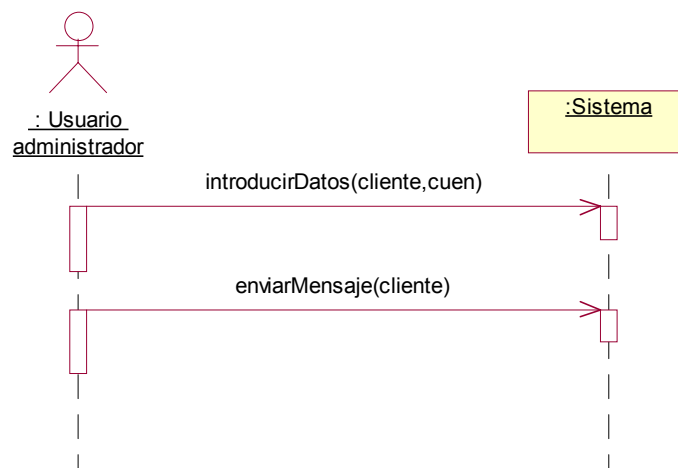 : Usuario
administrador
:Sistema
introducirDatos(cliente,cuen)
enviarMensaje(cliente)